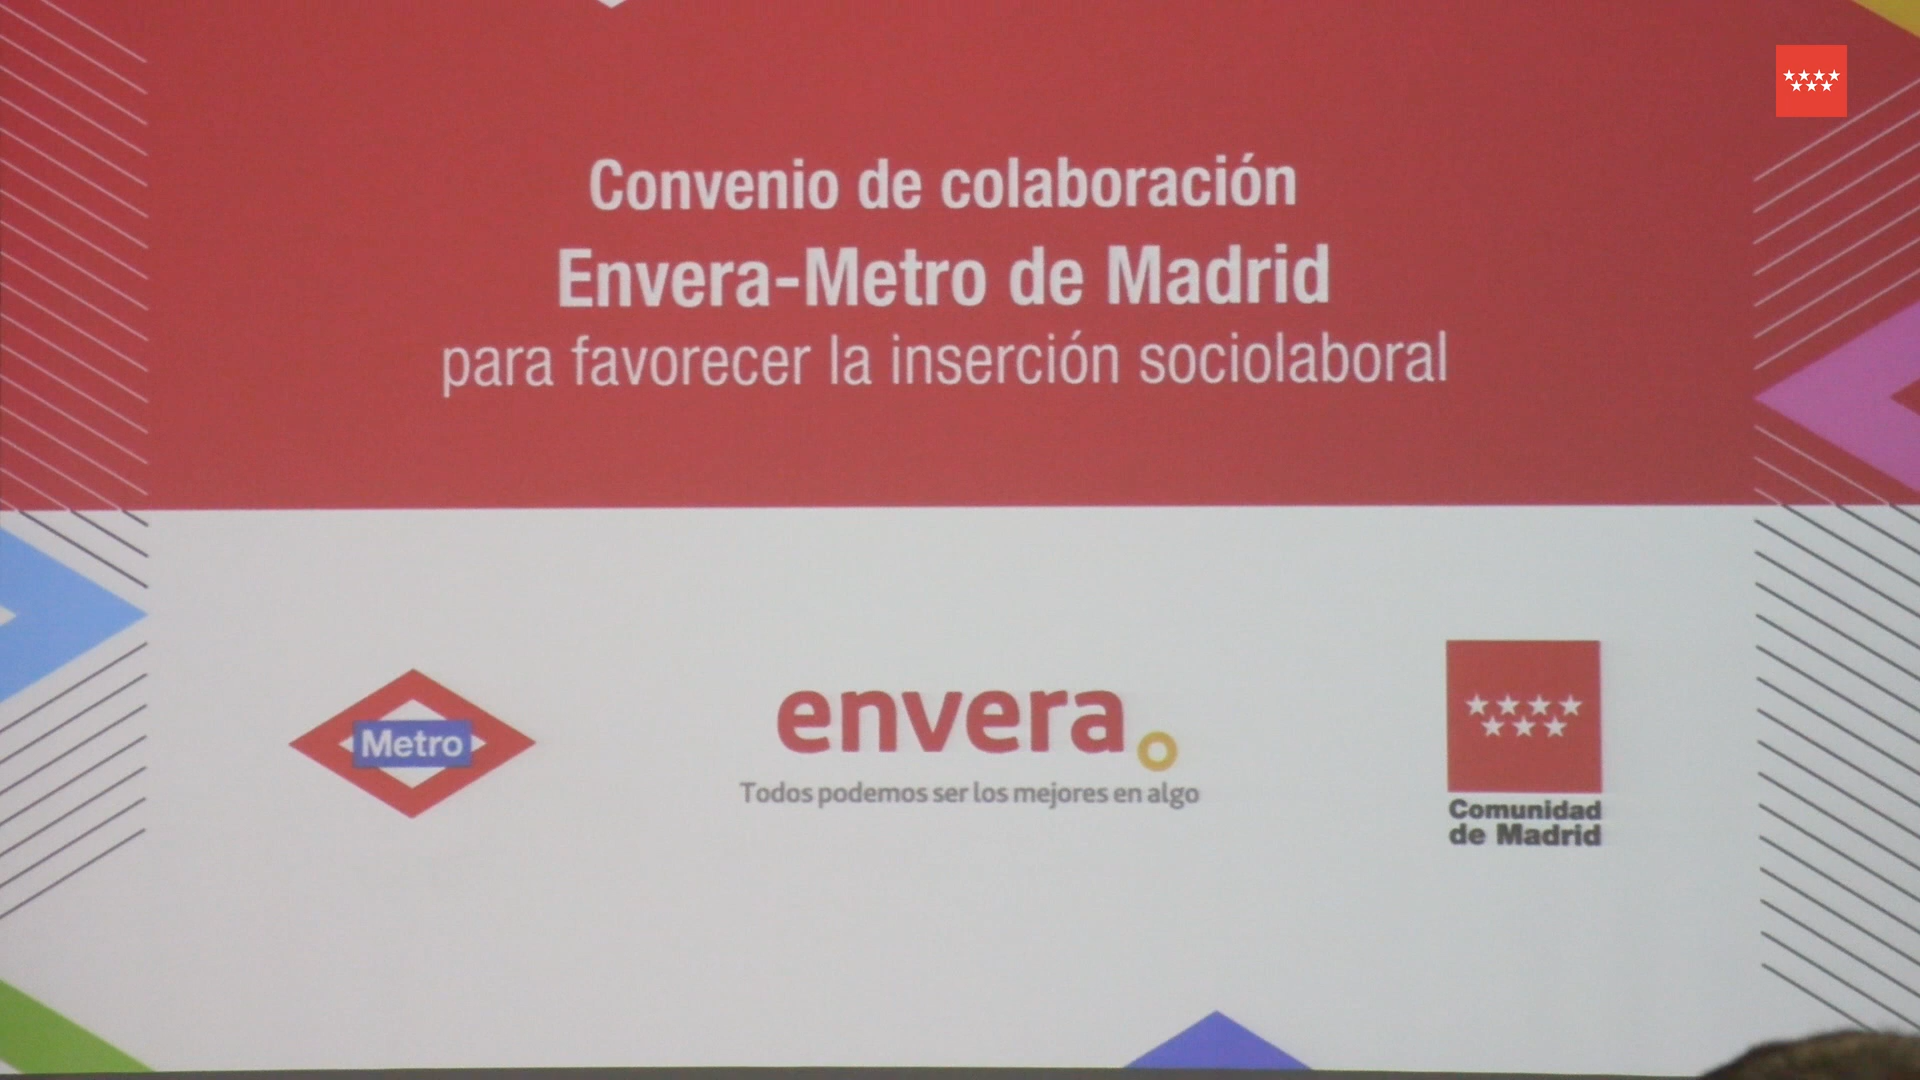 Convenio de colaboración
Envera-Metro de Madrid
para favorecer la inserción sociolaboral
Metro
envera
Todos podemos ser los mejores en algo
Comunidad
de Madrid